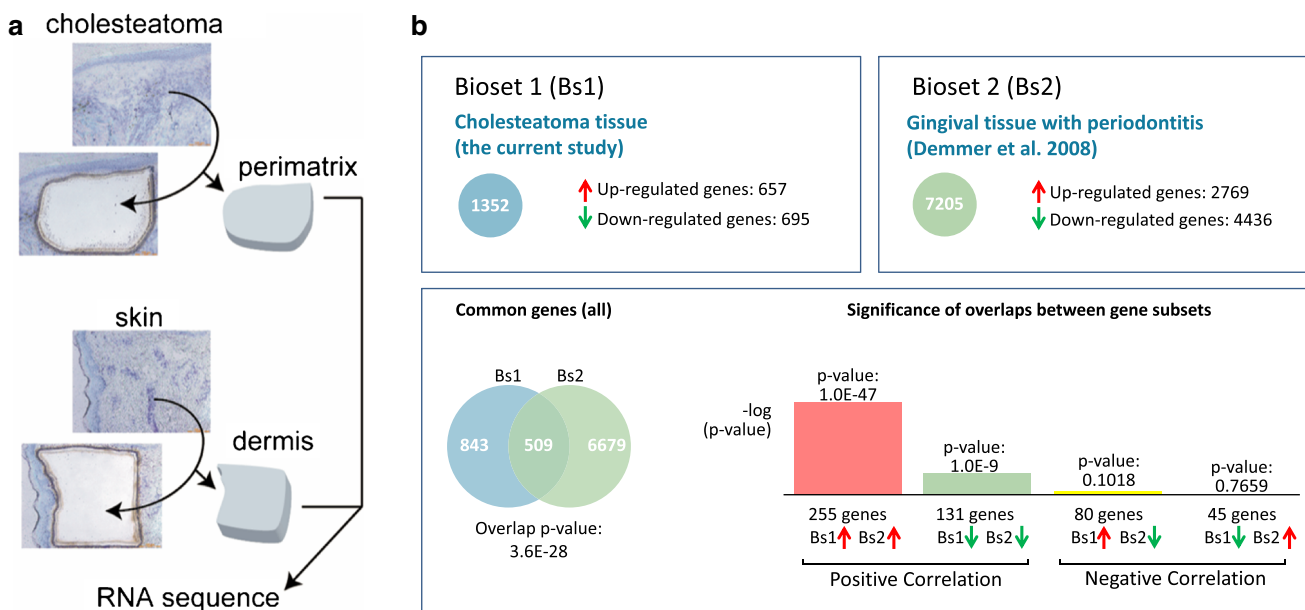 a
cholesteatoma
perimatrix
skin
dermis
RNA sequence
b
Bioset 1 (Bs1)
Cholesteatoma tissue
(the current study)
1352
Up-regulated genes: 657
Down-regulated genes: 695
Bioset 2 (Bs2)
Gingival tissue with periodontitis
(Demmer et al. 2008)
7205
Up-regulated genes: 2769
Down-regulated genes: 4436
Common genes (all)
Bs1 Bs2
843 509 6679
Overlap p-value:
3.6E-28
Significance of overlaps between gene subsets
-log
(p-value)
p-value:
1.0E-47
p-value:
1.0E-9
p-value:
0.1018
p-value:
0.7659
255 genes 131 genes 80 genes 45 genes
Bs1 Bs2 Bs1 Bs2 Bs1 Bs2 Bs1 Bs2
Positive Correlation Negative Correlation